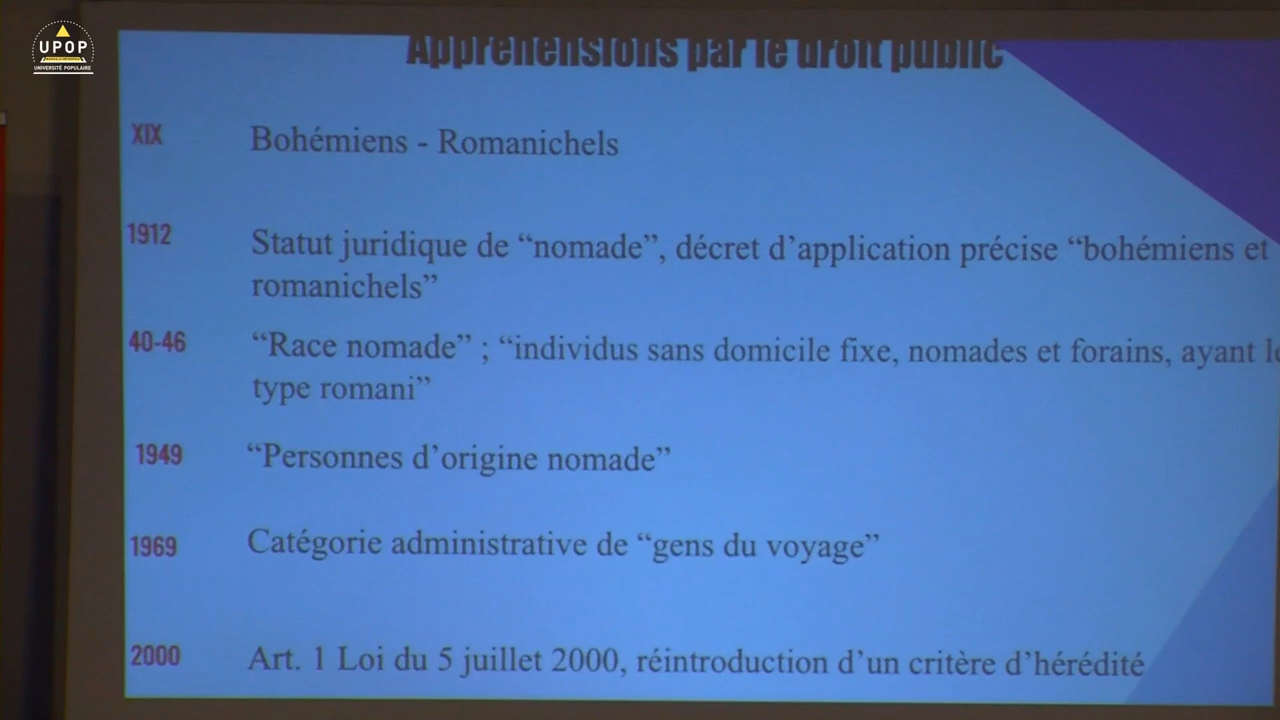 UPOP
UNIVERSITÉ POPULAIRE
Appréhensions par le droit public
XIX
Bohémiens - Romanichels
1912
Statut juridique de “nomade”, décret d’application précise “bohémiens et
romanichels”
40-46
“Race nomade” ; “individus sans domicile fixe, nomades et forains, ayant
type romani”
1949
“Personnes d’origine nomade”
1969
Catégorie administrative de “gens du voyage”
2000
Art. 1 Loi du 5 juillet 2000, réintroduction d’un critère d’hérédité